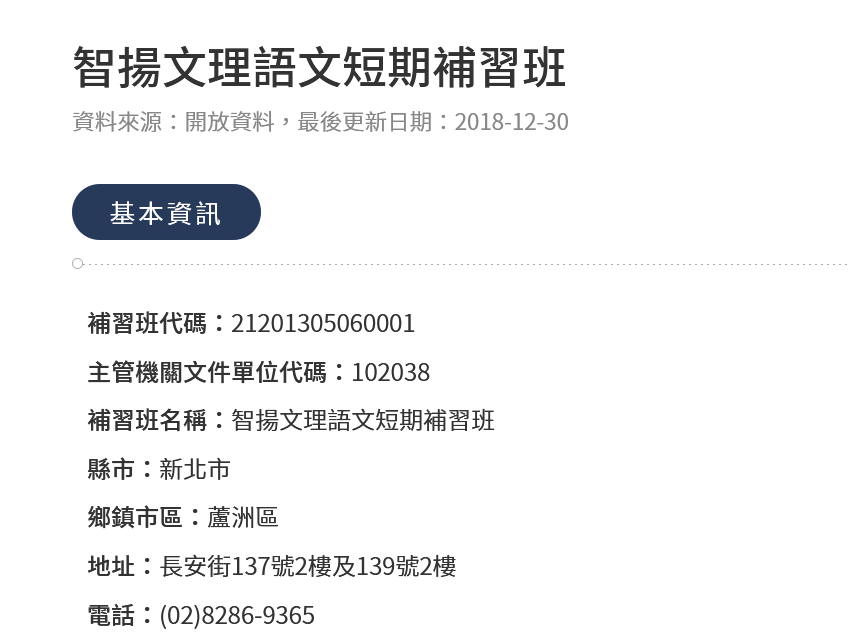 智揚文理語文短期補習班
資料來源：開放資料，最後更新日期：2018-12-30
基本資訊
補習班代碼：21201305060001
主管機關文件單位代碼：102038
補習班名稱：智揚文理語文短期補習班
縣市：新北市
鄉鎮市區：蘆洲區
地址：長安街137號2樓及139號2樓
電話：(02)8286-9365